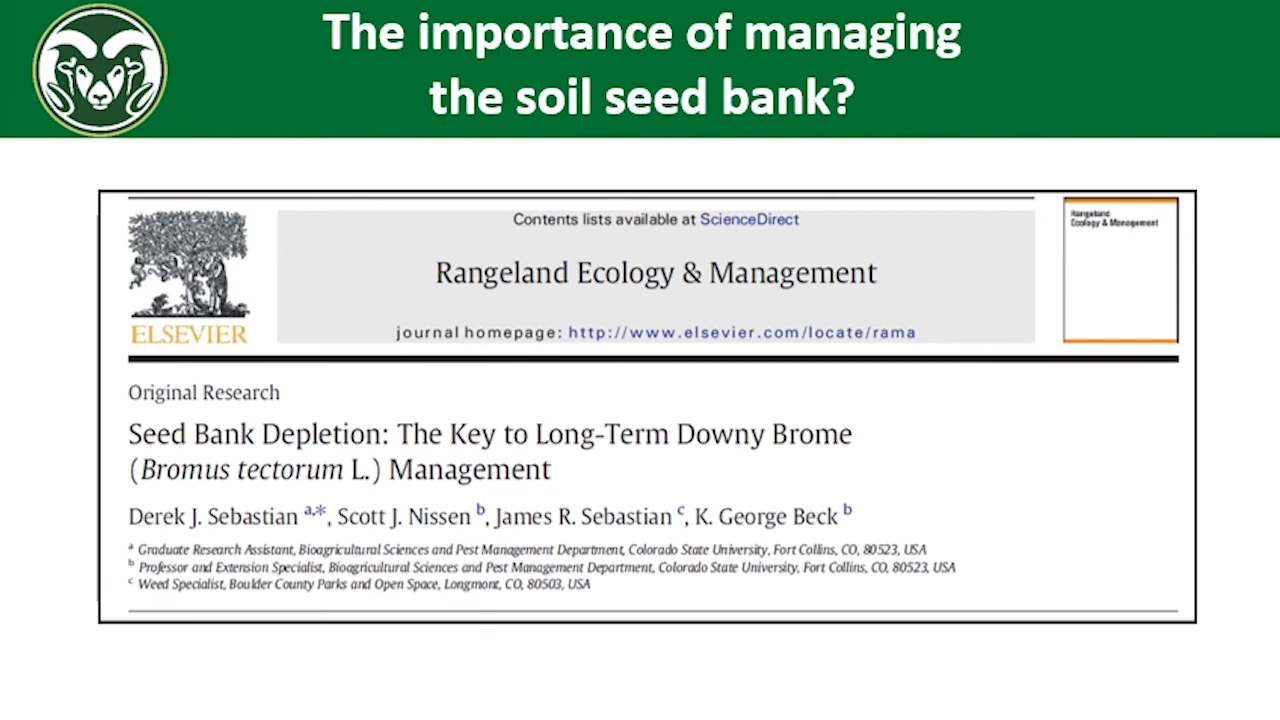 The importance of managing
the soil seed bank?
Contents lists available at ScienceDirect
Rangeland Ecology & Management
journal homepage: http://www.elsevier.com/locate/rama
ELSEVIER
Rangeland
Ecology & Management
Original Research
Seed Bank Depletion: The Key to Long-Term Downy Brome
(Bromus tectorum L.) Management
Derek J. Sebastian a,*, Scott J. Nissen b, James R. Sebastian c, K. George Beck b
a Graduate Research Assistant, Bioagricultural Sciences and Pest Management Department, Colorado State University, Fort Collins, CO, 80523, USA
b Professor and Extension Specialist, Bioagricultural Sciences and Pest Management Department, Colorado State University, Fort Collins, CO, 80523, USA
c Weed Specialist, Boulder County Parks and Open Space, Longmont, CO, 80503, USA